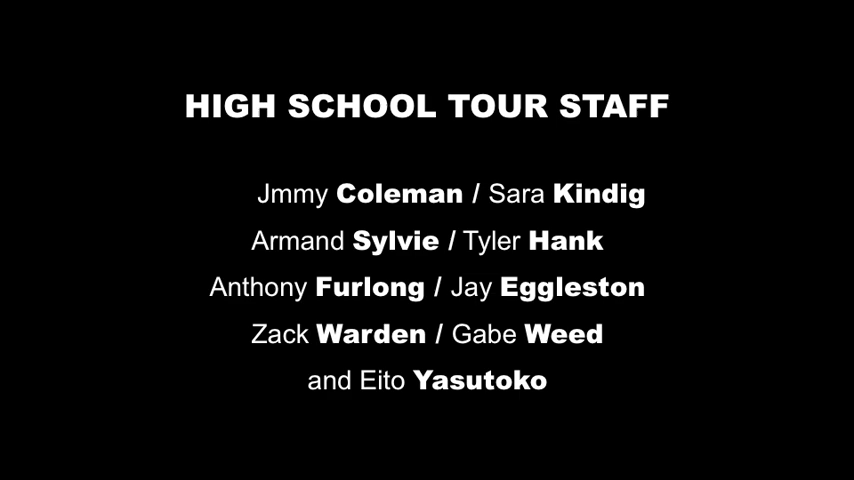 HIGH SCHOOL TOUR STAFF
Jmmy Coleman / Sara Kindig
Armand Sylvie / Tyler Hank
Anthony Furlong / Jay Eggleston
Zack Warden / Gabe Weed
and Eito Yasutoko